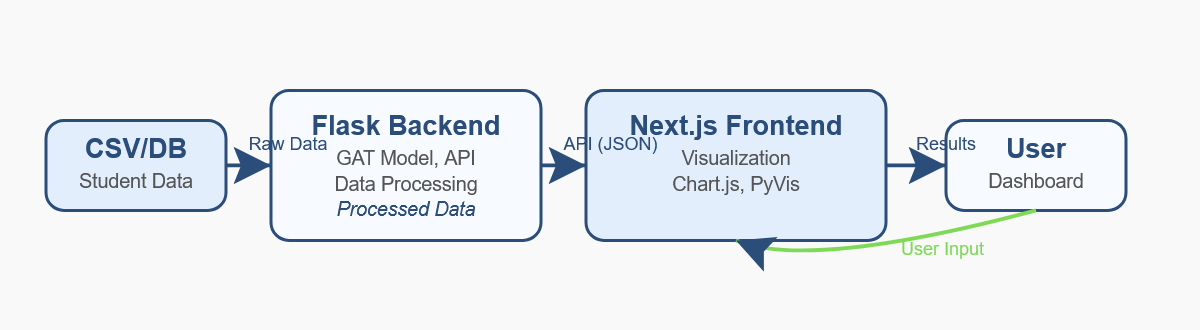 CSV/DB
Student Data
Raw Data
Flask Backend
GAT Model, API
Data Processing
Processed Data
API (JSON)
Next.js Frontend
Visualization
Chart.js, PyVis
Results
User
Dashboard
User Input